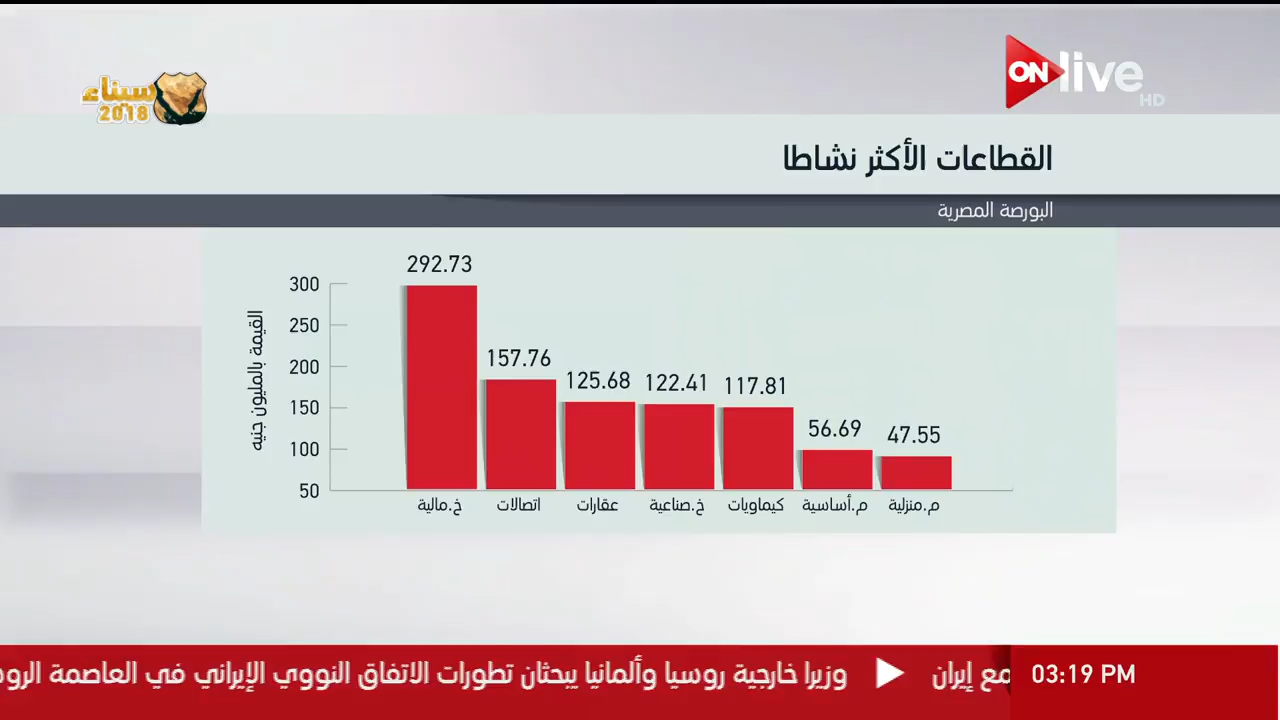 سيناء
2018
ON live
HD
القطاعات الأكثر نشاطا
البورصة المصرية
القيمة بالمليون جنيه
300
250
200
150
100
50
292.73
157.76
125.68
122.41
117.81
56.69
47.55
خ.مالية
اتصالات
عقارات
خ.صناعية
كيماويات
م.أساسية
م.منزلية
03:19 PM
مع إيران
وزيرا خارجية روسيا وألمانيا يبحثان تطورات الاتفاق النووي الإيراني في العاصمة